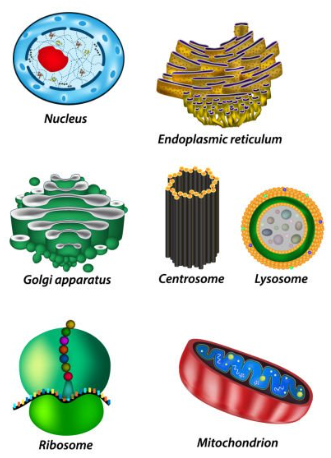 Nucleus
Endoplasmic reticulum
Golgi apparatus
Centrosome
Lysosome
Ribosome
Mitochondrion